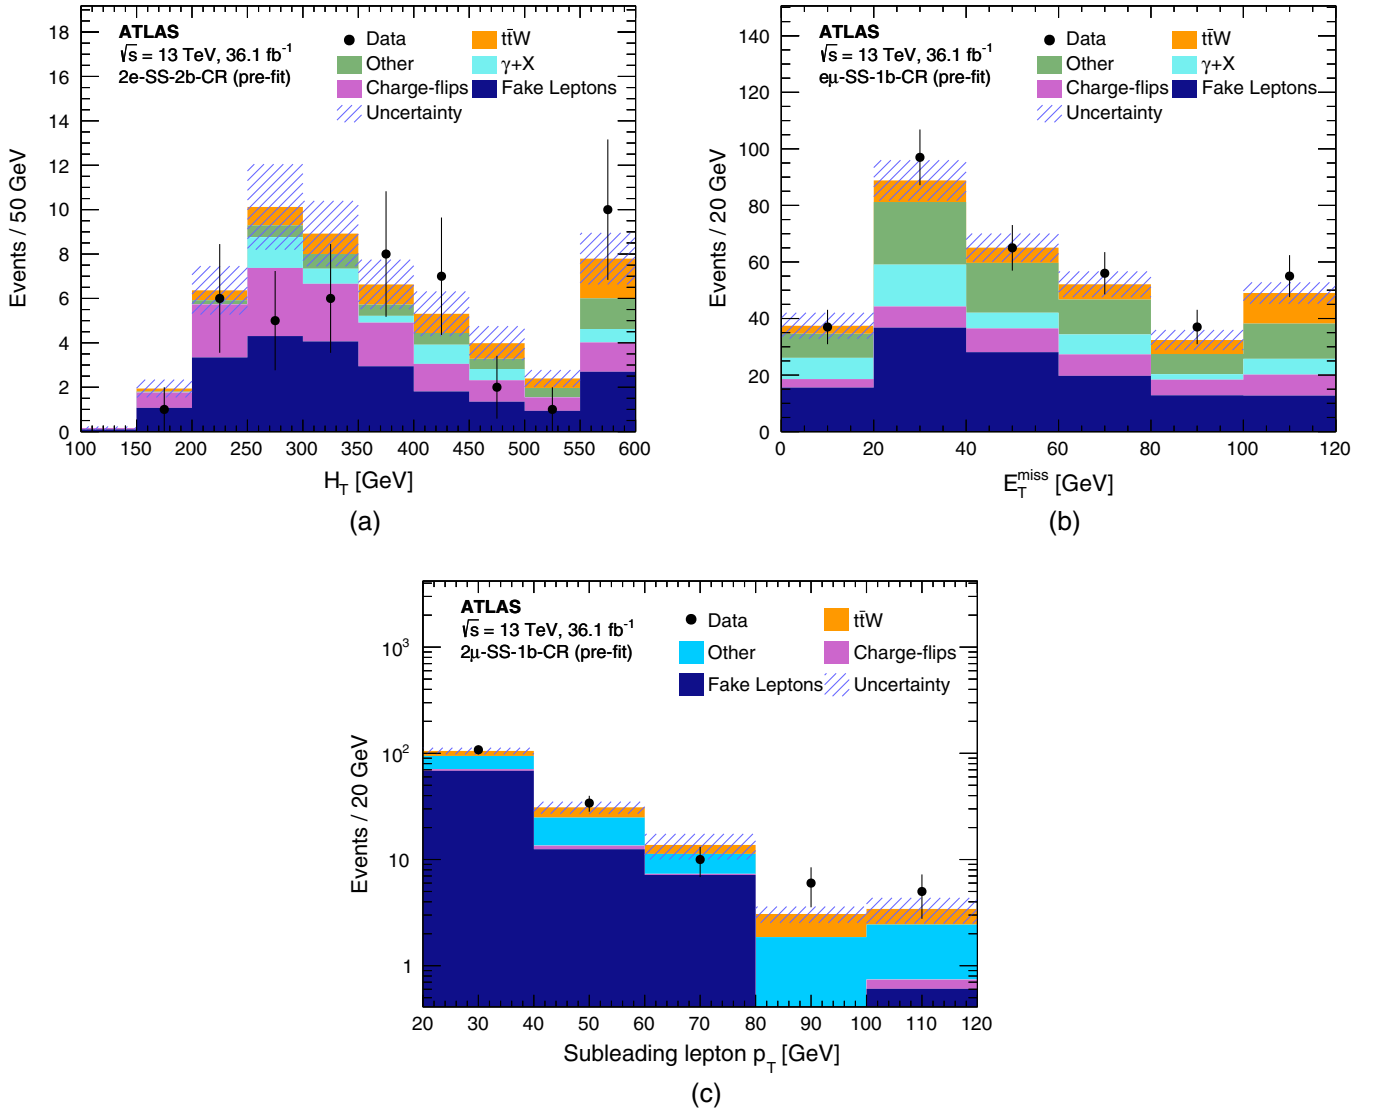 ATLAS
√s = 13 TeV, 36.1 fb⁻¹
2e-SS-2b-CR (pre-fit)
Data
tt̄W
Other
γ+X
Charge-flips
Fake Leptons
Uncertainty
Events / 50 GeV
18
16
14
12
10
8
6
4
2
0
100 150 200 250 300 350 400 450 500 550 600
H_T [GeV]
(a)
ATLAS
√s = 13 TeV, 36.1 fb⁻¹
eμ-SS-1b-CR (pre-fit)
Data
tt̄W
Other
γ+X
Charge-flips
Fake Leptons
Uncertainty
Events / 20 GeV
140
120
100
80
60
40
20
0
0 20 40 60 80 100 120
E_T^miss [GeV]
(b)
ATLAS
√s = 13 TeV, 36.1 fb⁻¹
2μ-SS-1b-CR (pre-fit)
Data
tt̄W
Other
Charge-flips
Fake Leptons
Uncertainty
Events / 20 GeV
10³
10²
10
1
20 30 40 50 60 70 80 90 100 110 120
Subleading lepton p_T [GeV]
(c)